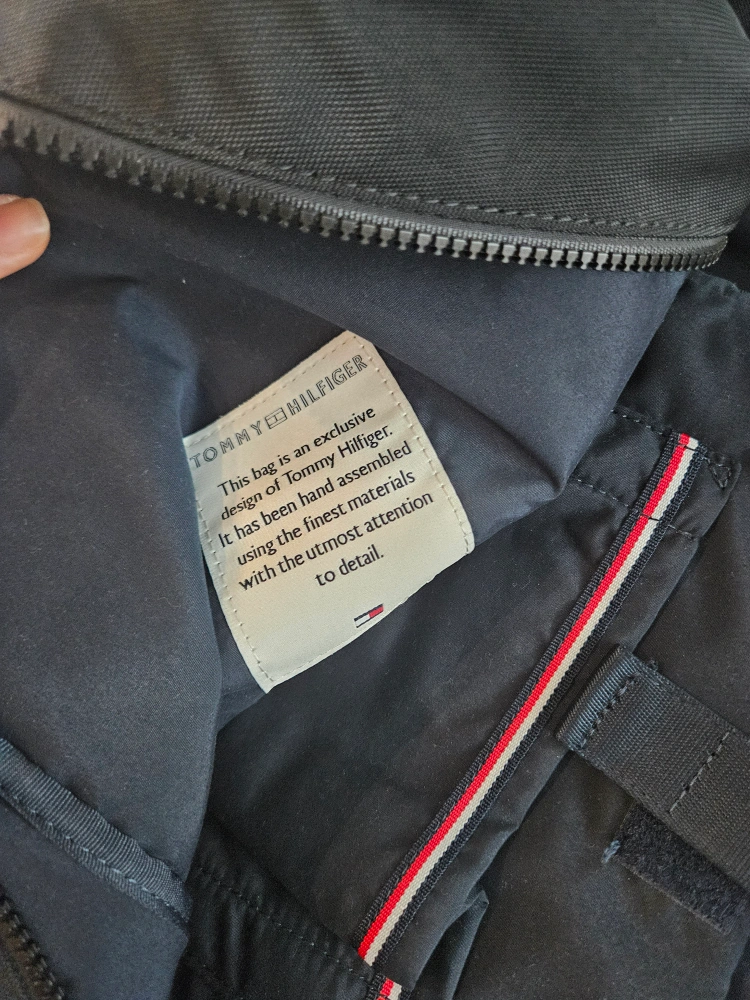 TOMMY HILFIGER
This bag is an exclusive
design of Tommy Hilfiger.
It has been hand assembled
using the finest materials
with the utmost attention
to detail.